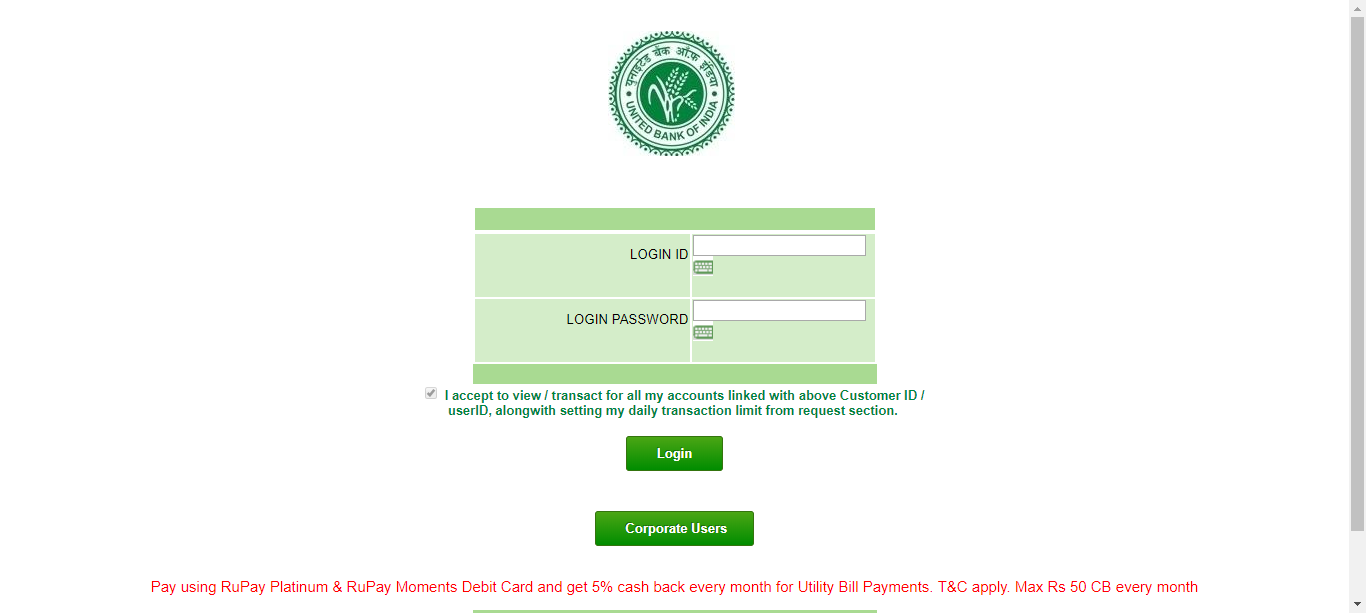 युनाइटेड बैंक ऑफ़ इंडिया
UNITED BANK OF INDIA
LOGIN ID
LOGIN PASSWORD
I accept to view / transact for all my accounts linked with above Customer ID /
userID, alongwith setting my daily transaction limit from request section.
Login
Corporate Users
Pay using RuPay Platinum & RuPay Moments Debit Card and get 5% cash back every month for Utility Bill Payments. T&C apply. Max Rs 50 CB every month